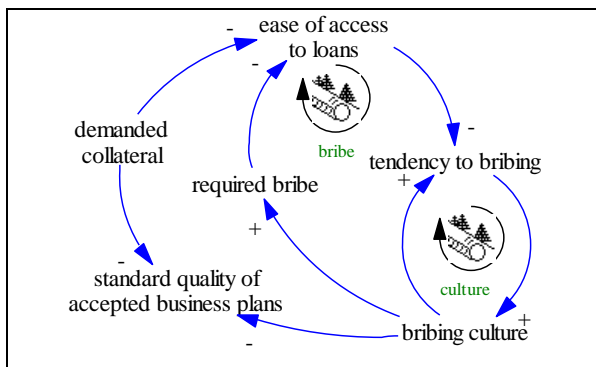 ease of access
to loans
-
-
demanded
collateral
bribe
-
tendency to bribing
required bribe
+
+
-
standard quality of
accepted business plans
culture
+
bribing culture
-